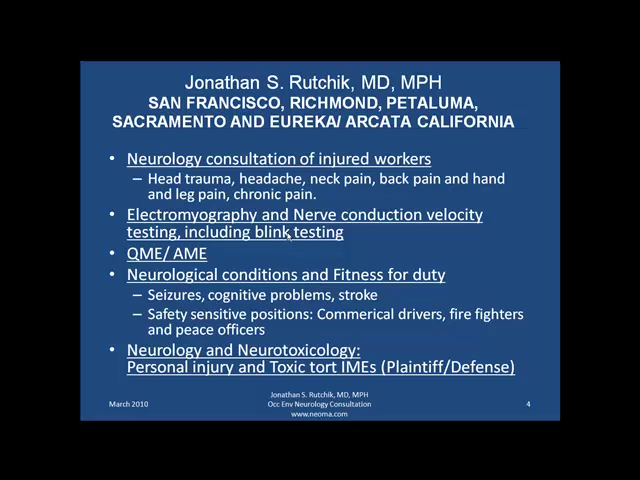 Jonathan S. Rutchik, MD, MPH
SAN FRANCISCO, RICHMOND, PETALUMA,
SACRAMENTO AND EUREKA/ ARCATA CALIFORNIA
• Neurology consultation of injured workers
– Head trauma, headache, neck pain, back pain and hand
and leg pain, chronic pain.
• Electromyography and Nerve conduction velocity
testing, including blink testing
• QME/ AME
• Neurological conditions and Fitness for duty
– Seizures, cognitive problems, stroke
– Safety sensitive positions: Commerical drivers, fire fighters
and peace officers
• Neurology and Neurotoxicology:
Personal injury and Toxic tort IMEs (Plaintiff/Defense)
March 2010
Jonathan S. Rutchik, MD, MPH
Occ Env Neurology Consultation
www.neoma.com
4